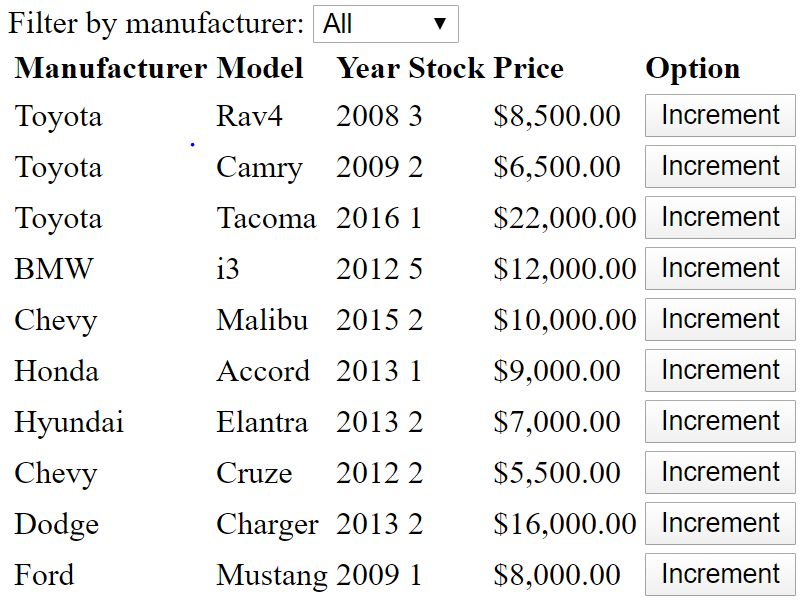 Filter by manufacturer: All
Manufacturer Model Year Stock Price Option
Toyota Rav4 2008 3 $8,500.00 Increment
Toyota Camry 2009 2 $6,500.00 Increment
Toyota Tacoma 2016 1 $22,000.00 Increment
BMW i3 2012 5 $12,000.00 Increment
Chevy Malibu 2015 2 $10,000.00 Increment
Honda Accord 2013 1 $9,000.00 Increment
Hyundai Elantra 2013 2 $7,000.00 Increment
Chevy Cruze 2012 2 $5,500.00 Increment
Dodge Charger 2013 2 $16,000.00 Increment
Ford Mustang 2009 1 $8,000.00 Increment